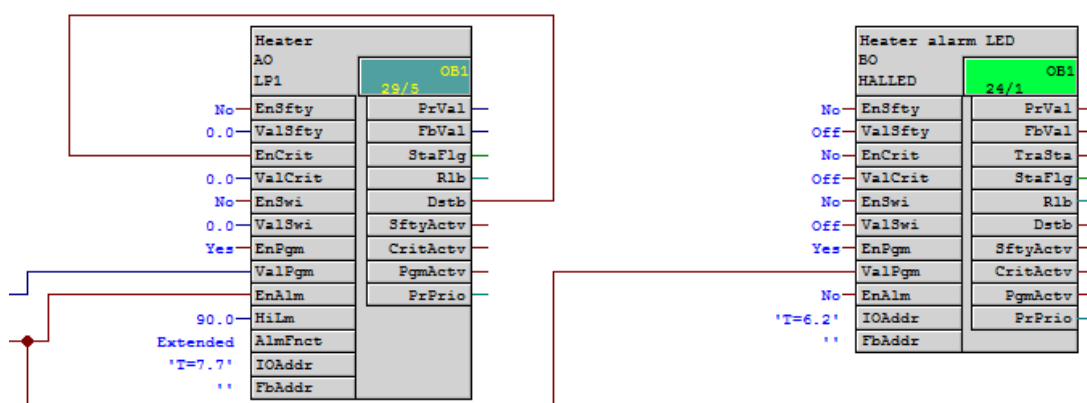 Heater
AO
LP1
OB1
29/5
No EnSfty PrVal
0.0 ValSfty FbVal
EnCrit StaFlg
0.0 ValCrit Rlb
No EnSwi Dstb
0.0 ValSwi SftyActv
Yes EnPgm CritActv
ValPgm PgmActv
EnAlm PrPrio
90.0 HiLm
Extended AlmFnct
'T=7.7' IOAddr
'' FbAddr
Heater alarm LED
BO
HALLED
OB1
24/1
No EnSfty PrVal
Off ValSfty FbVal
No EnCrit TraSta
Off ValCrit StaFlg
No EnSwi Rlb
Off ValSwi Dstb
Yes EnPgm SftyActv
ValPgm CritActv
No EnAlm PgmActv
'T=6.2' IOAddr PrPrio
'' FbAddr